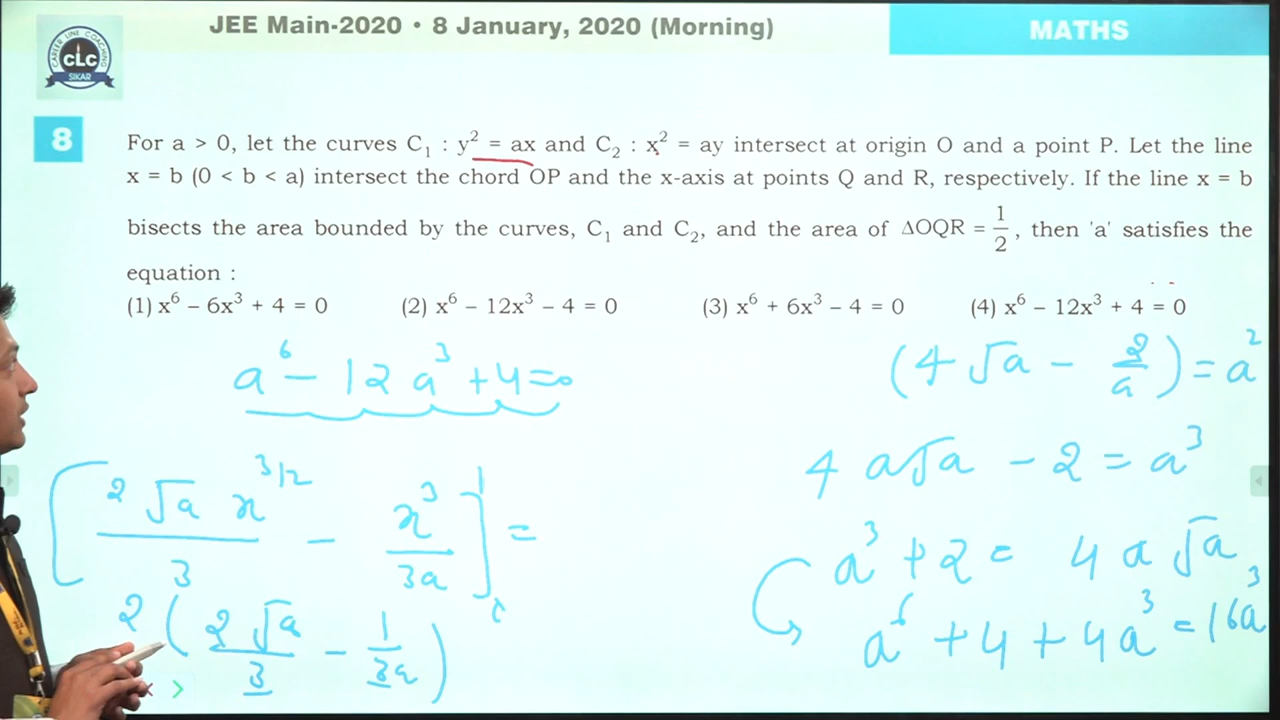 CAREER LINE COACHING
CLC
SIKAR
JEE Main-2020 • 8 January, 2020 (Morning)
MATHS
8
For a > 0, let the curves C₁ : y² = ax and C₂ : x² = ay intersect at origin O and a point P. Let the line
x = b (0 < b < a) intersect the chord OP and the x-axis at points Q and R, respectively. If the line x = b
bisects the area bounded by the curves, C₁ and C₂, and the area of ΔOQR = 1/2, then 'a' satisfies the
equation :
(1) x⁶ – 6x³ + 4 = 0 (2) x⁶ – 12x³ – 4 = 0 (3) x⁶ + 6x³ – 4 = 0 (4) x⁶ – 12x³ + 4 = 0
a⁶ – 12a³ + 4 = 0
[2√a x^(3/2)/3 – x³/3a]¹₀ =
2(2√a/3 – 1/3a)
(4√a – 2/a) = a²
4a√a – 2 = a³
a³ + 2 = 4a√a
a⁶ + 4 + 4a³ = 16a³